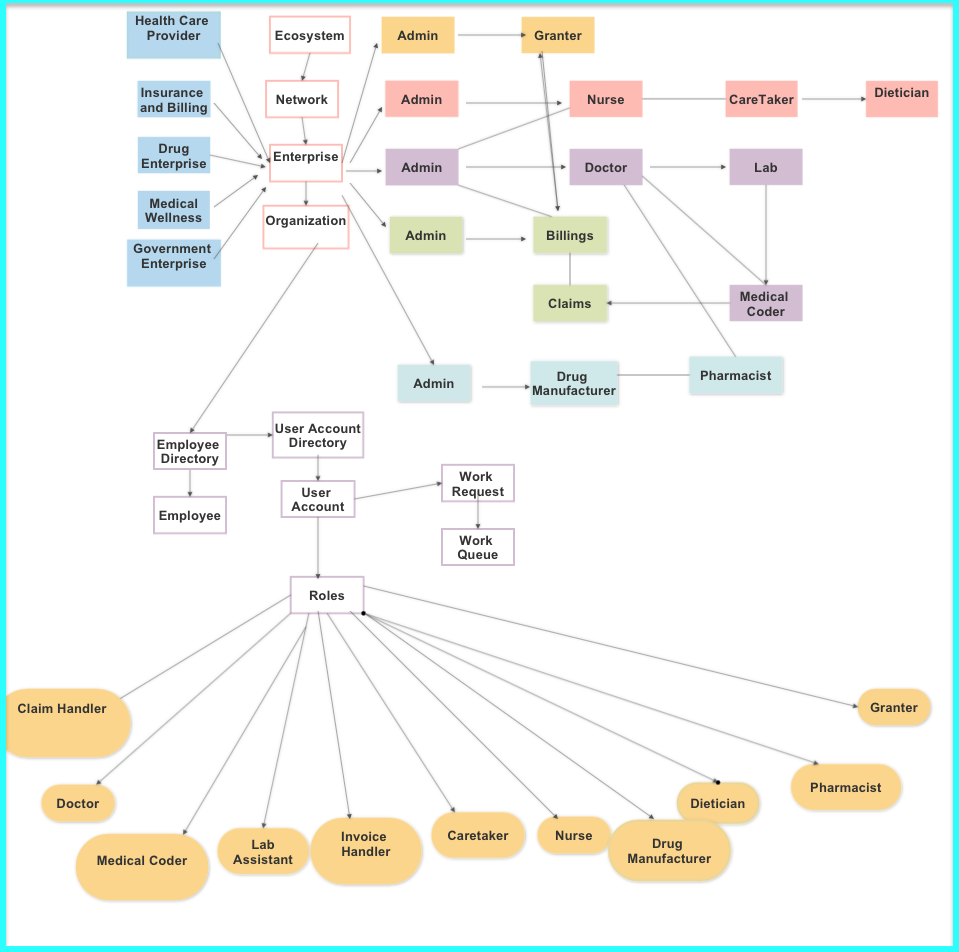 Health Care
Provider
Ecosystem
Admin
Granter
Insurance
and Billing
Network
Admin
Nurse
CareTaker
Dietician
Drug
Enterprise
Enterprise
Admin
Doctor
Lab
Medical
Wellness
Organization
Admin
Billings
Government
Enterprise
Claims
Medical
Coder
Admin
Drug
Manufacturer
Pharmacist
Employee
Directory
User Account
Directory
Employee
User
Account
Work
Request
Work
Queue
Roles
Claim Handler
Granter
Doctor
Dietician
Pharmacist
Medical Coder
Lab
Assistant
Invoice
Handler
Caretaker
Nurse
Drug
Manufacturer